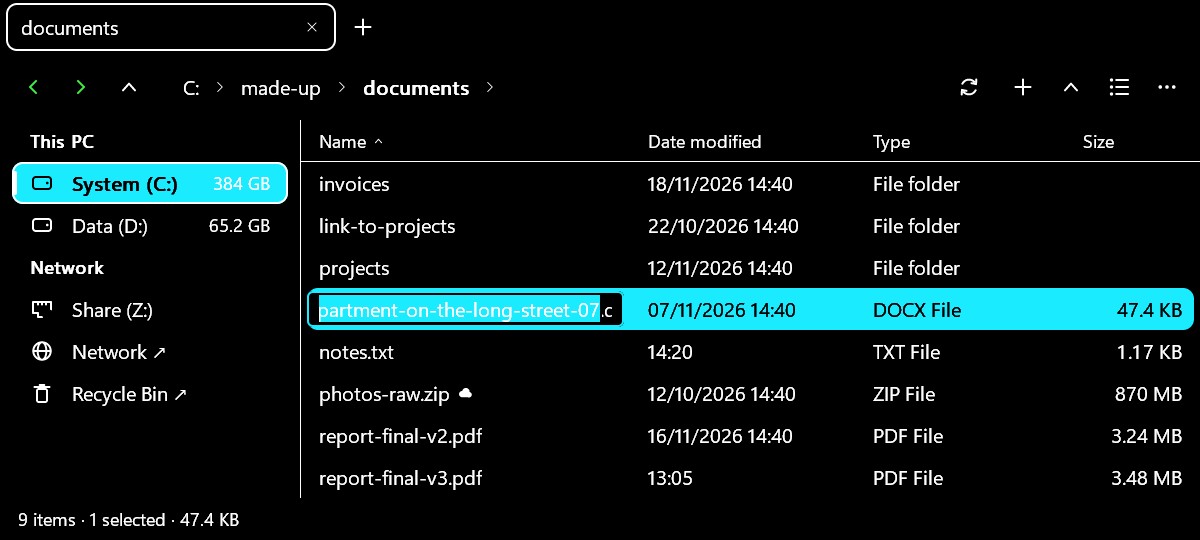 documents
C: made-up documents
This PC
Name Date modified Type Size
System (C:) 384 GB
invoices 18/11/2026 14:40 File folder
Data (D:) 65.2 GB
link-to-projects 22/10/2026 14:40 File folder
Network
projects 12/11/2026 14:40 File folder
Share (Z:)
partment-on-the-long-street-07.c 07/11/2026 14:40 DOCX File 47.4 KB
Network
notes.txt 14:20 TXT File 1.17 KB
Recycle Bin
photos-raw.zip 12/10/2026 14:40 ZIP File 870 MB
report-final-v2.pdf 16/11/2026 14:40 PDF File 3.24 MB
report-final-v3.pdf 13:05 PDF File 3.48 MB
9 items · 1 selected · 47.4 KB